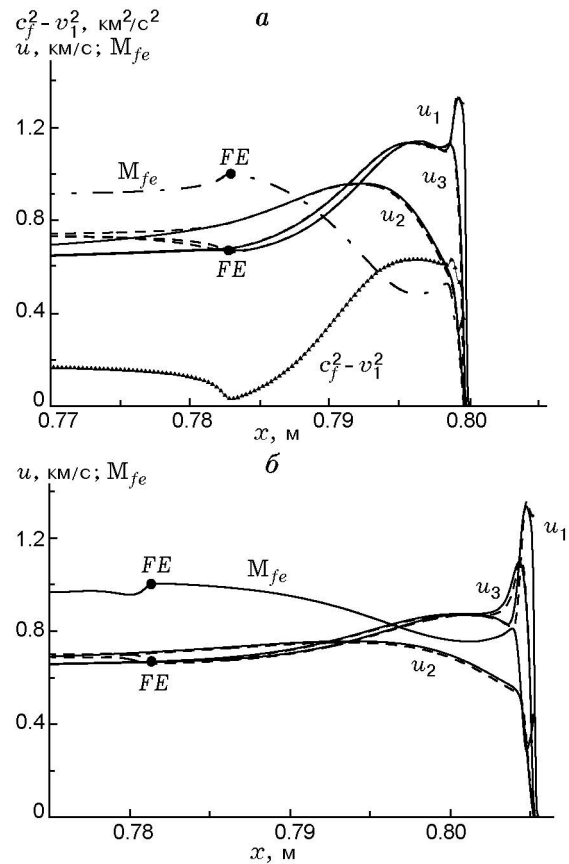 а
c_f^2–v_1^2, км^2/с^2
u, км/с; M_fe
1.2
0.8
0.4
0
M_fe
FE
FE
u_1
u_3
u_2
c_f^2–v_1^2
0.77 0.78 0.79 0.80
x, м
б
u, км/с; M_fe
1.2
0.8
0.4
0
FE
M_fe
FE
u_3
u_1
u_2
0.78 0.79 0.80
x, м